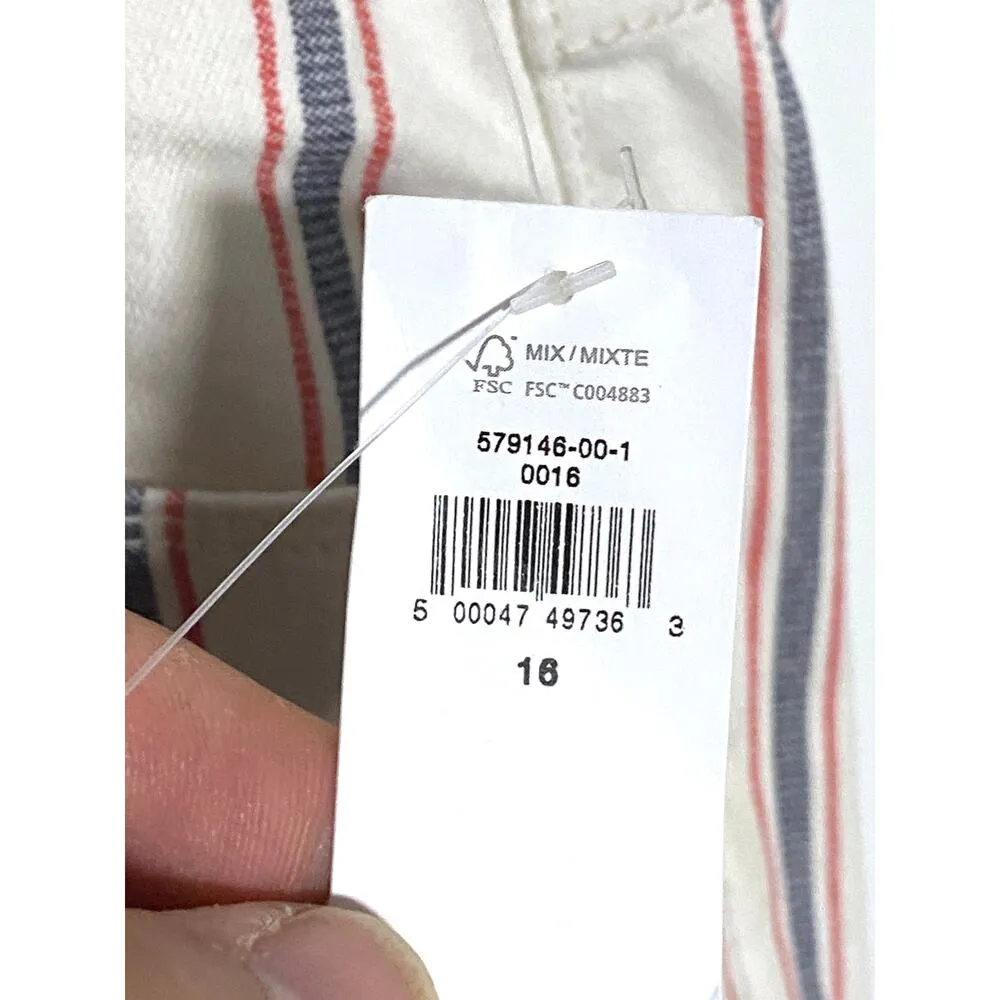 MIX / MIXTE
FSC FSC™ C004883
579146-00-1
0016
5 00047 49736 3
16